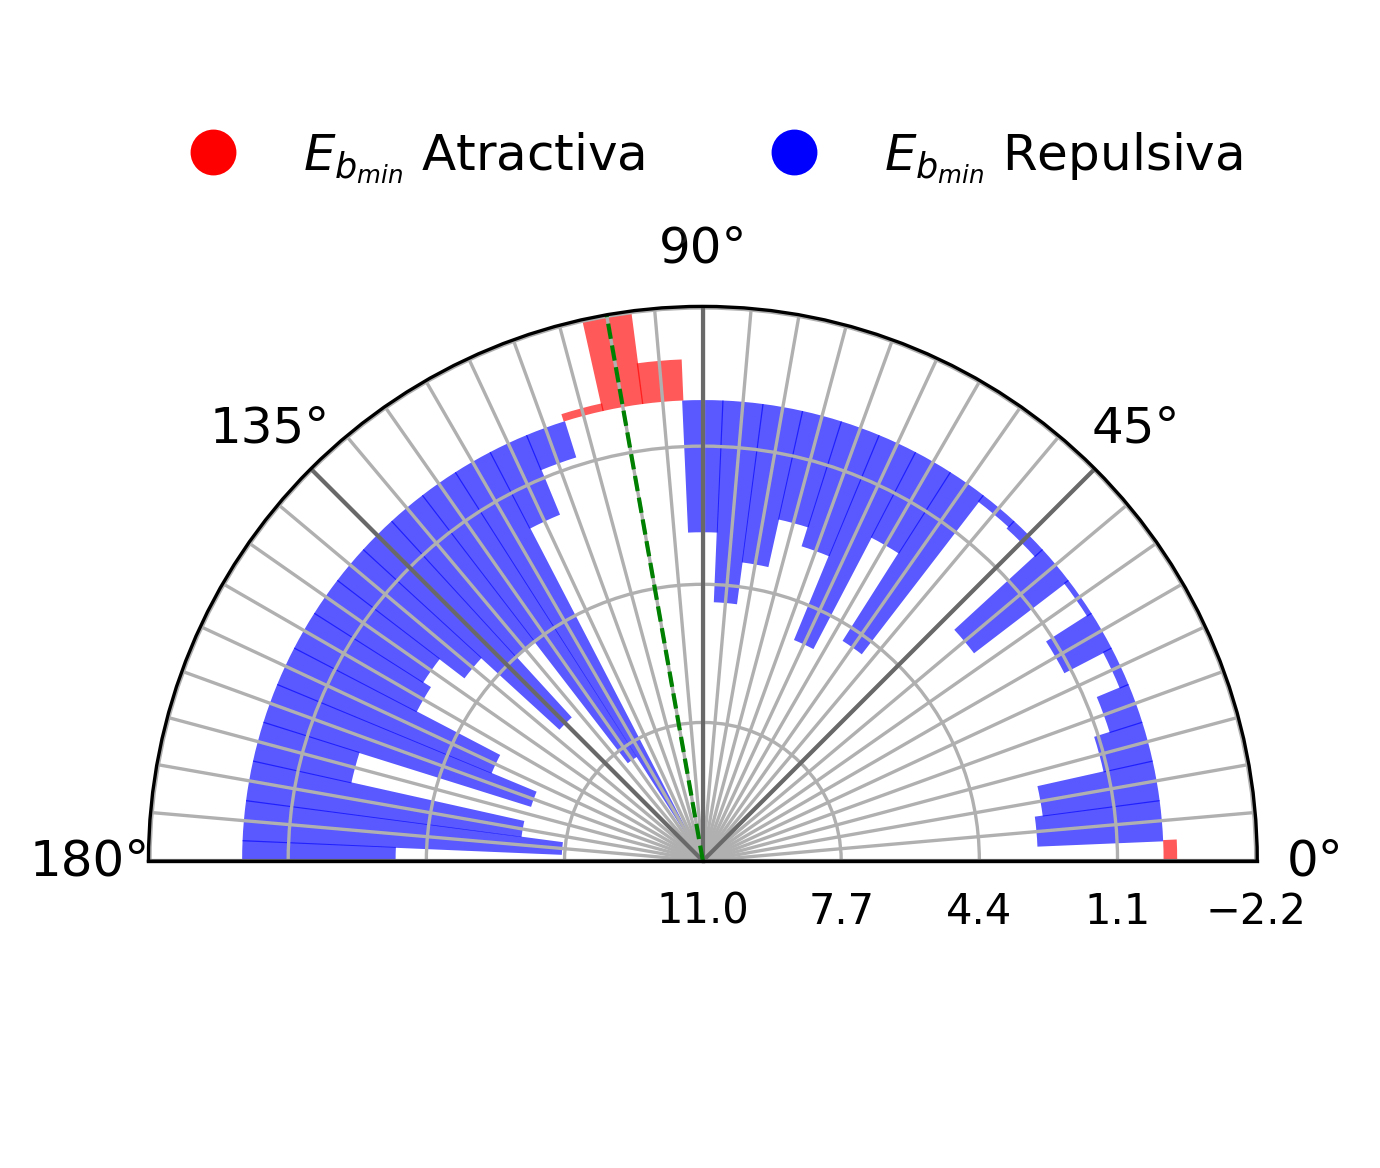 E_{b_{min}} Atractiva E_{b_{min}} Repulsiva
90°
135° 45°
180° 0°
11.0 7.7 4.4 1.1 −2.2